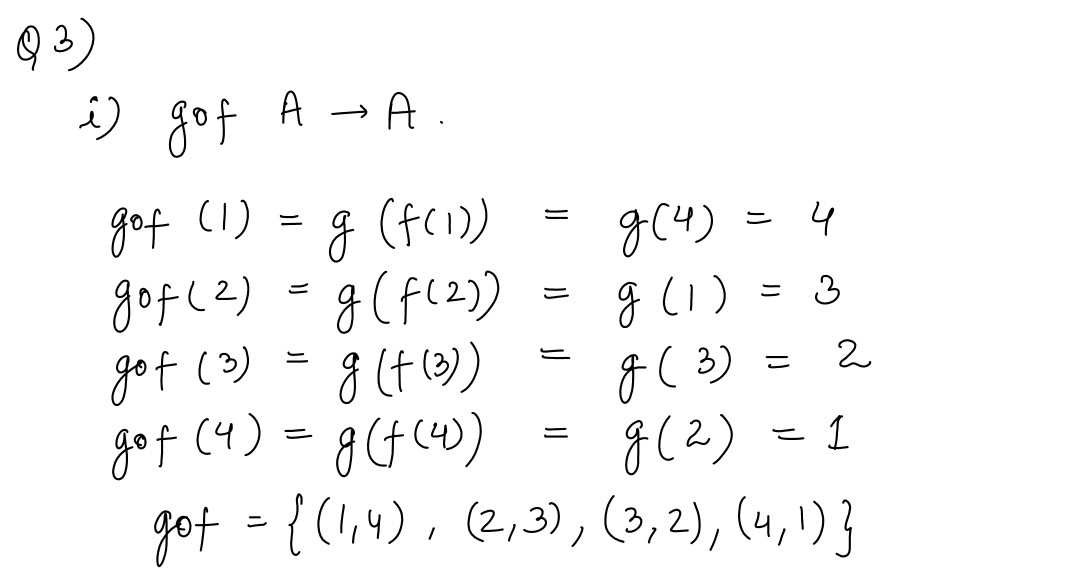 Q 3)
i) gof A → A .
gof (1) = g (f(1)) = g(4) = 4
gof(2) = g(f(2)) = g (1) = 3
gof (3) = g(f(3)) = g( 3) = 2
gof (4) = g(f(4)) = g(2) = 1
gof = {(1,4) , (2,3), (3,2), (4,1)}